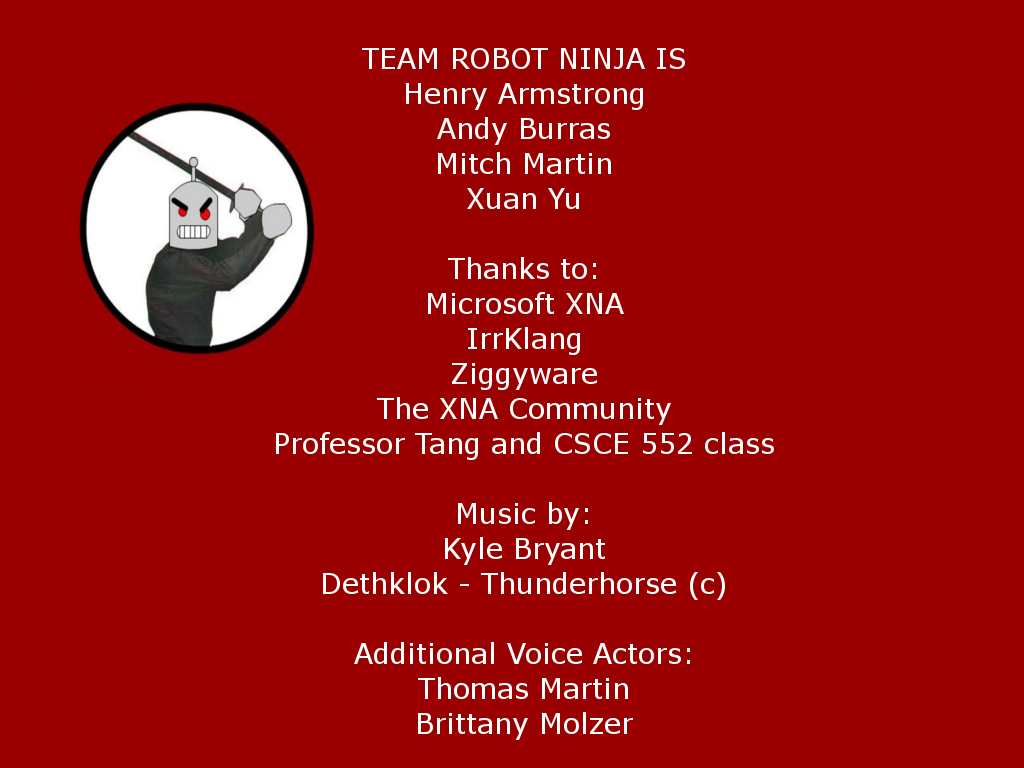 TEAM ROBOT NINJA IS
Henry Armstrong
Andy Burras
Mitch Martin
Xuan Yu
Thanks to:
Microsoft XNA
IrrKlang
Ziggyware
The XNA Community
Professor Tang and CSCE 552 class
Music by:
Kyle Bryant
Dethklok - Thunderhorse (c)
Additional Voice Actors:
Thomas Martin
Brittany Molzer